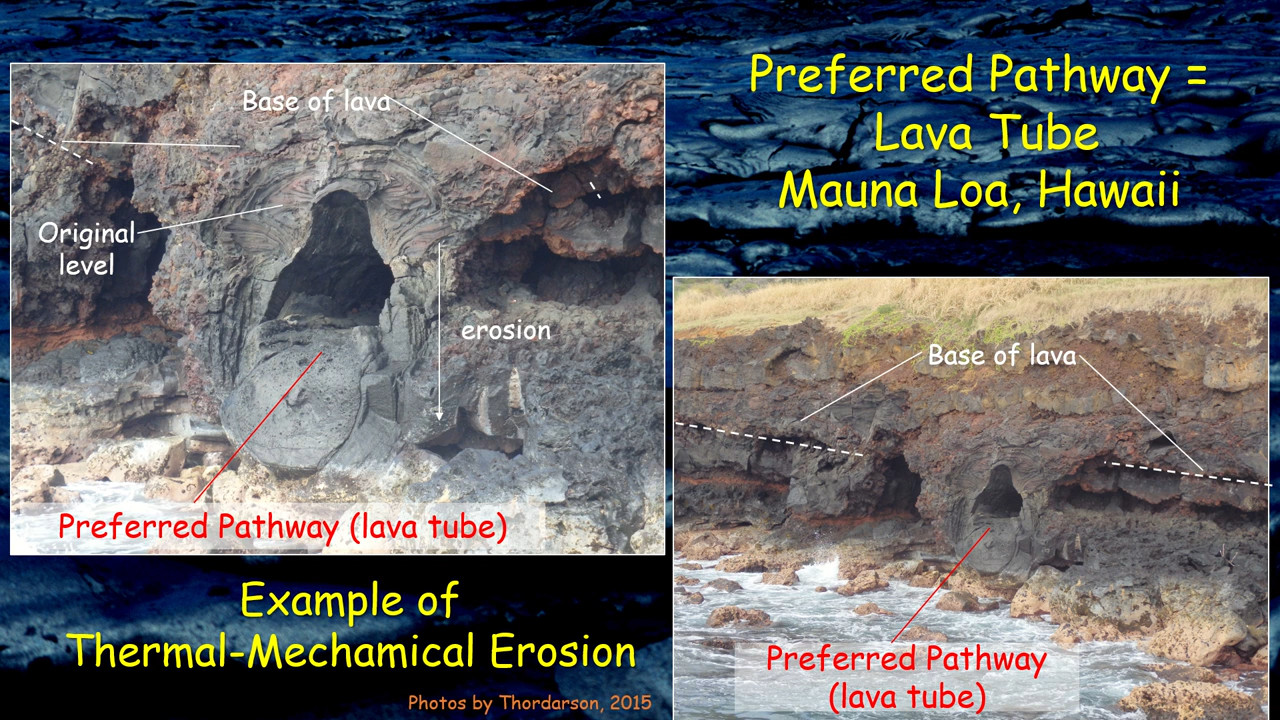 Preferred Pathway =
Lava Tube
Mauna Loa, Hawaii
Base of lava
Original
level
erosion
Preferred Pathway (lava tube)
Base of lava
Preferred Pathway
(lava tube)
Example of
Thermal-Mechamical Erosion
Photos by Thordarson, 2015